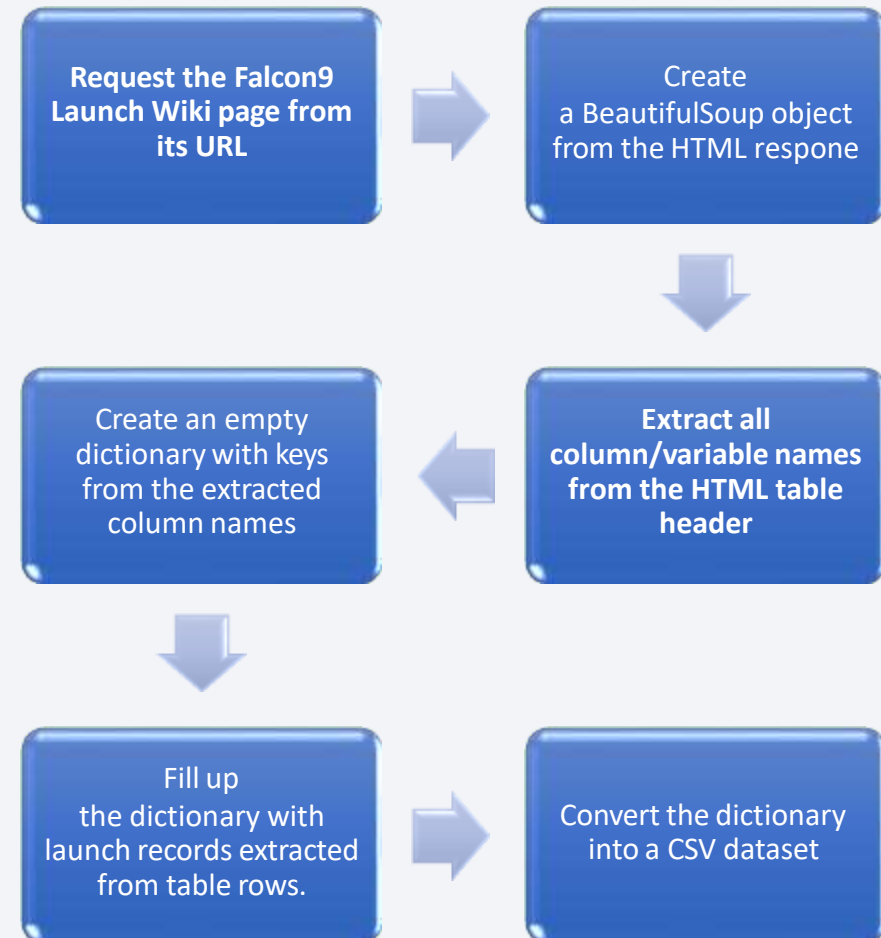 Request the Falcon9
Launch Wiki page from
its URL
Create
a BeautifulSoup object
from the HTML respone
Extract all
column/variable names
from the HTML table
header
Create an empty
dictionary with keys
from the extracted
column names
Fill up
the dictionary with
launch records extracted
from table rows.
Convert the dictionary
into a CSV dataset